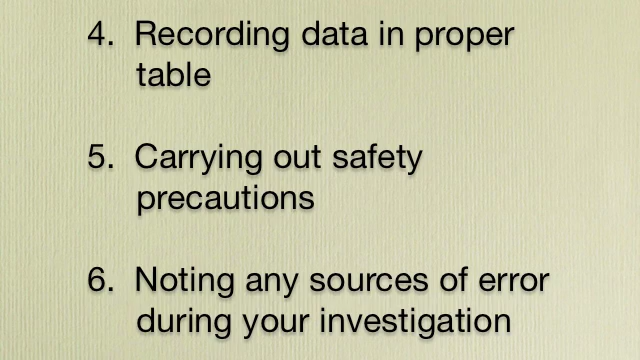 4. Recording data in proper
table
5. Carrying out safety
precautions
6. Noting any sources of error
during your investigation